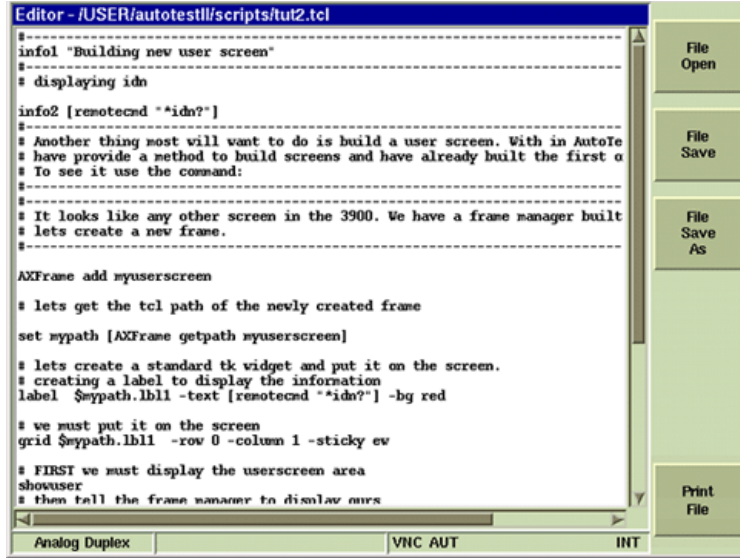 Editor - /USER/autotestII/scripts/tut2.tcl
#-----------------------------------------------------------------------
info1 "Building new user screen"
#-----------------------------------------------------------------------
# displaying idn
info2 [remotecmd "*idn?"]
#-----------------------------------------------------------------------
# Another thing most will want to do is build a user screen. With in AutoTe
# have provide a method to build screens and have already built the first o
# To see it use the command:
#-----------------------------------------------------------------------
#-----------------------------------------------------------------------
# It looks like any other screen in the 3900. We have a frame manager built
# lets create a new frame.
#-----------------------------------------------------------------------
AXFrame add myuserscreen
# lets get the tcl path of the newly created frame
set mypath [AXFrame getpath myuserscreen]
# lets create a standard tk widget and put it on the screen.
# creating a label to display the information
label $mypath.lbl1 -text [remotecmd "*idn?"] -bg red
# we must put it on the screen
grid $mypath.lbl1 -row 0 -column 1 -sticky ew
# FIRST we must display the userscreen area
showuser
# then tell the frame manager to display ours
File
Open
File
Save
File
Save
As
Print
File
Analog Duplex
VNC AUT
INT